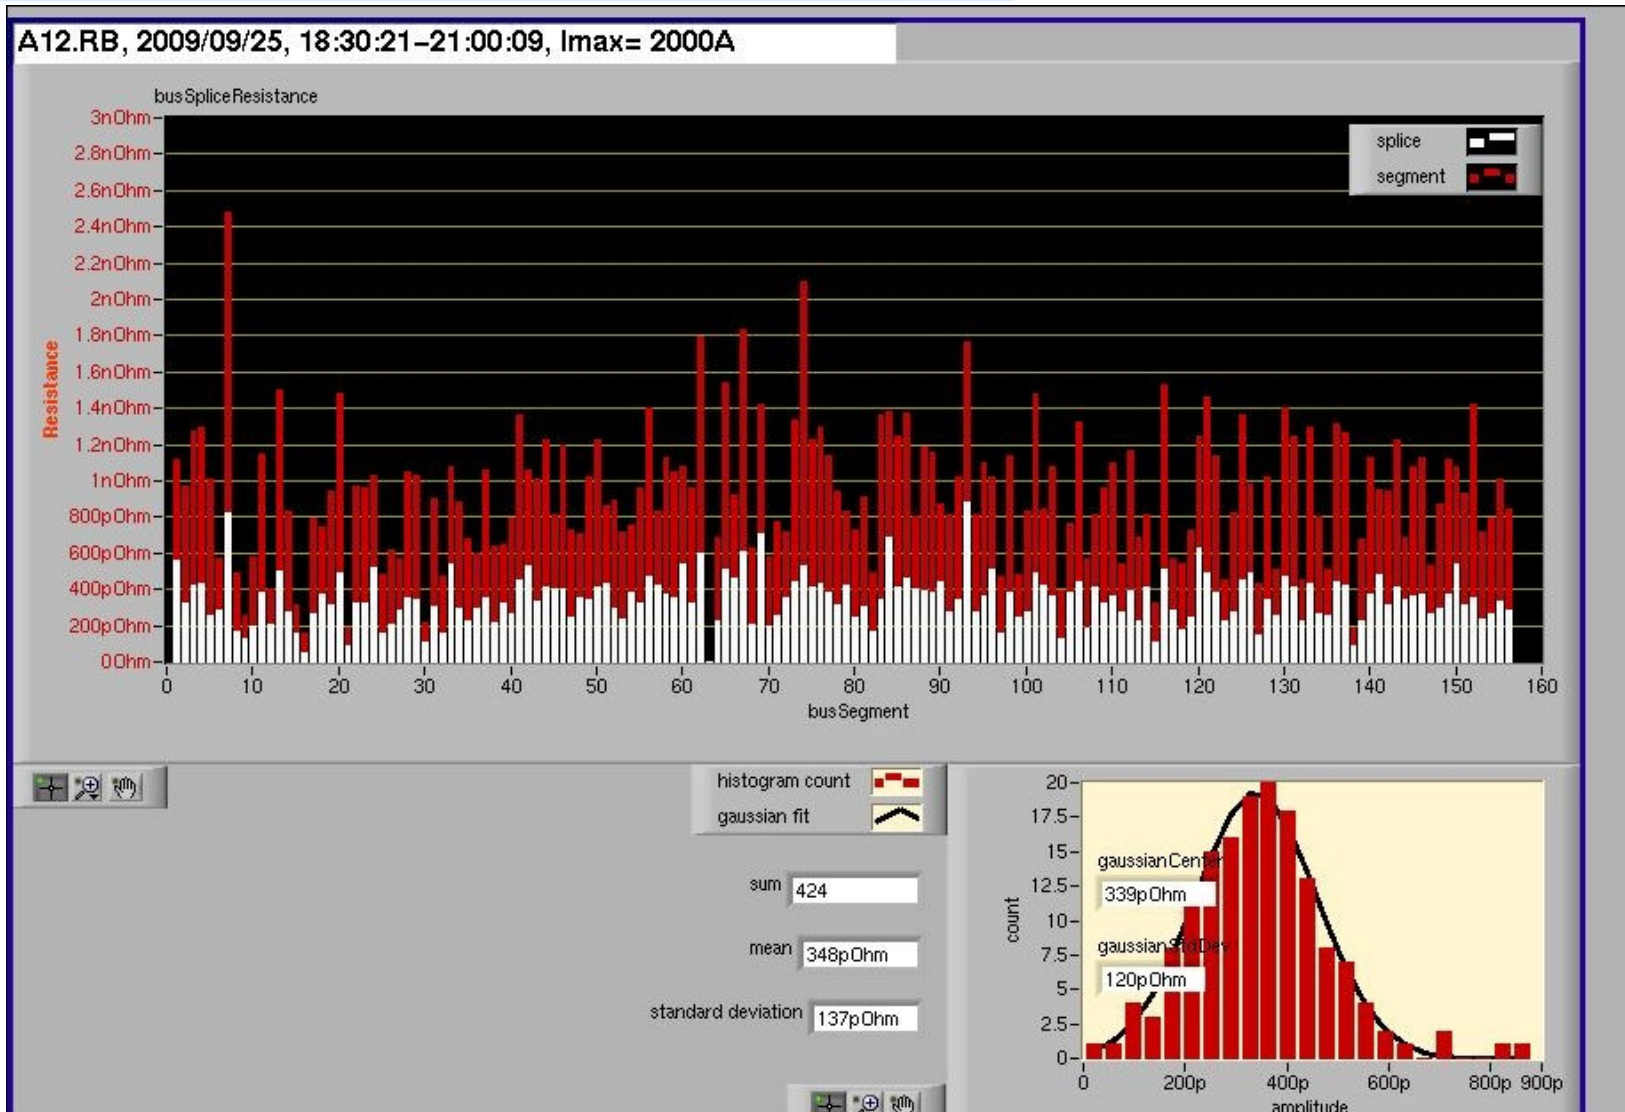 A12.RB, 2009/09/25, 18:30:21-21:00:09, Imax= 2000A
busSpliceResistance
3nOhm
2.8nOhm
2.6nOhm
2.4nOhm
2.2nOhm
2nOhm
1.8nOhm
1.6nOhm
1.4nOhm
1.2nOhm
1nOhm
800pOhm
600pOhm
400pOhm
200pOhm
0Ohm
Resistance
splice
segment
0 10 20 30 40 50 60 70 80 90 100 110 120 130 140 150 160
busSegment
histogram count
gaussian fit
sum 424
mean 348pOhm
standard deviation 137pOhm
20
17.5
15
12.5
10
7.5
5
2.5
0
count
gaussianCenter
339pOhm
gaussianStdDev
120pOhm
0 200p 400p 600p 800p 900p
amplitude